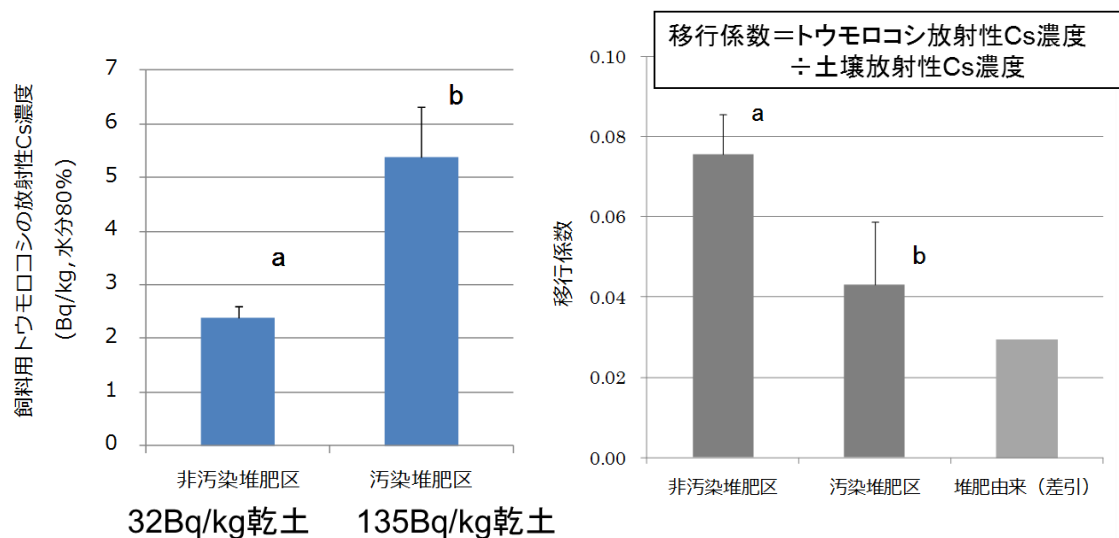 飼料用トウモロコシの放射性Cs濃度
(Bq/kg,水分80%)
7
6
5
4
3
2
1
0
a
b
非汚染堆肥区
汚染堆肥区
32Bq/kg乾土
135Bq/kg乾土
移行係数＝トウモロコシ放射性Cs濃度
÷土壌放射性Cs濃度
移行係数
0.10
0.08
0.06
0.04
0.02
0.00
a
b
非汚染堆肥区
汚染堆肥区
堆肥由来（差引）